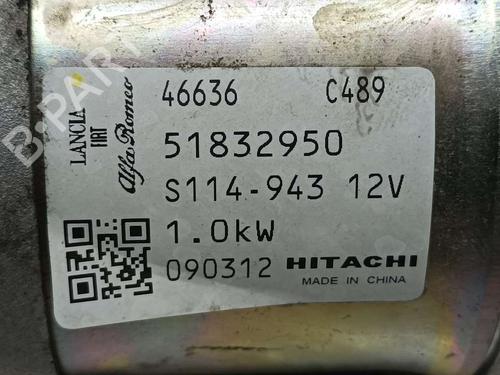 46636 C489
LANCIA FIAT Alfa Romeo
51832950
S114-943 12V
1.0kW
090312 HITACHI
MADE IN CHINA
B-PARTS